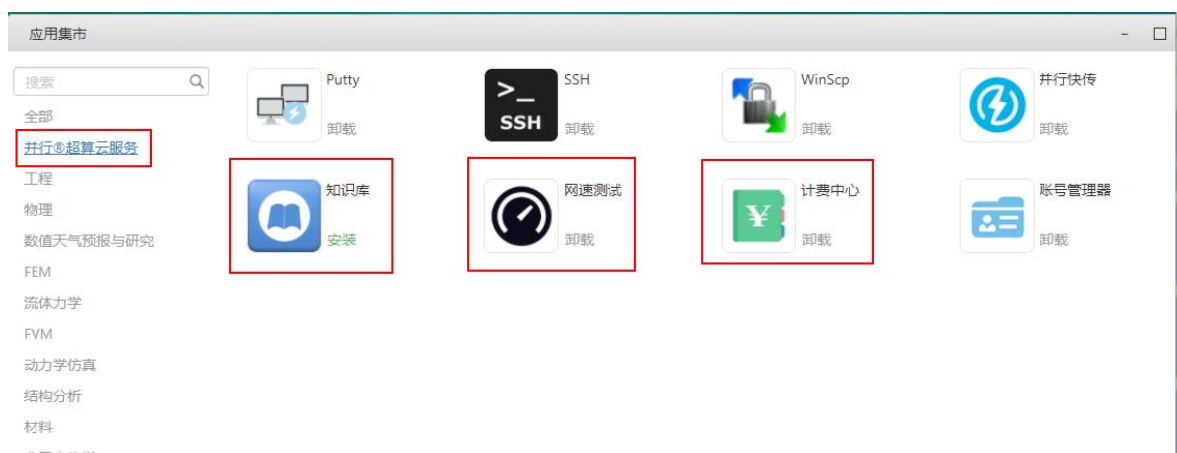 应用集市
搜索
全部
并行®超算云服务
工程
物理
数值天气预报与研究
FEM
流体力学
FVM
动力学仿真
结构分析
材料
Putty
卸载
>_
SSH
SSH
卸载
WinScp
卸载
并行快传
卸载
知识库
安装
网速测试
卸载
¥
计费中心
卸载
账号管理器
卸载